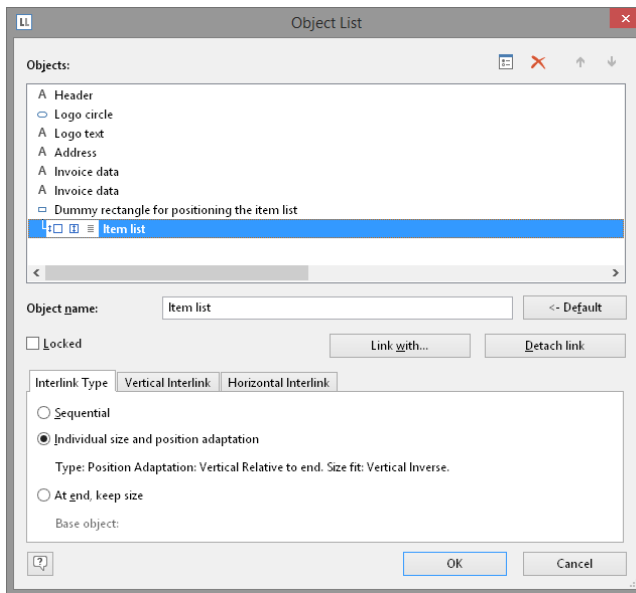 LL Object List
Objects:
A Header
Logo circle
A Logo text
A Address
A Invoice data
A Invoice data
Dummy rectangle for positioning the item list
Item list
Object name: Item list <- Default
Locked Link with... Detach link
Interlink Type Vertical Interlink Horizontal Interlink
Sequential
Individual size and position adaptation
Type: Position Adaptation: Vertical Relative to end. Size fit: Vertical Inverse.
At end, keep size
Base object:
? OK Cancel